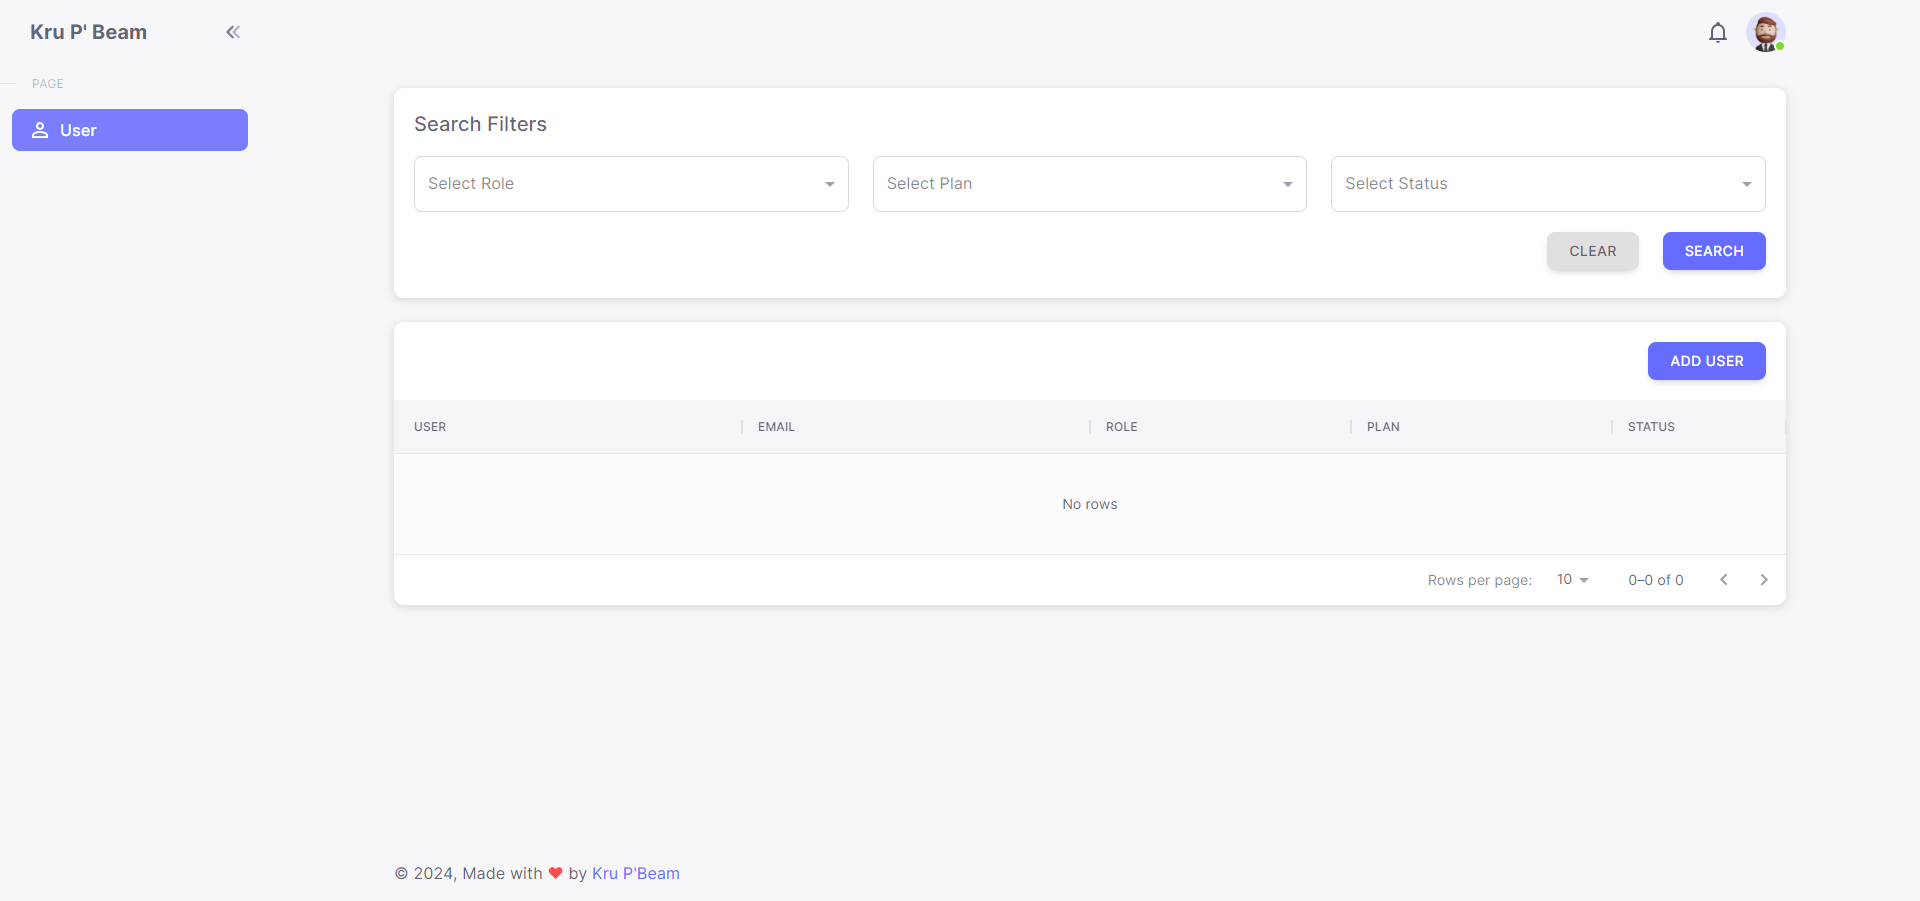 Kru P' Beam
PAGE
User
Search Filters
Select Role
Select Plan
Select Status
CLEAR
SEARCH
ADD USER
USER
EMAIL
ROLE
PLAN
STATUS
No rows
Rows per page: 10 0–0 of 0
© 2024, Made with ❤ by Kru P'Beam